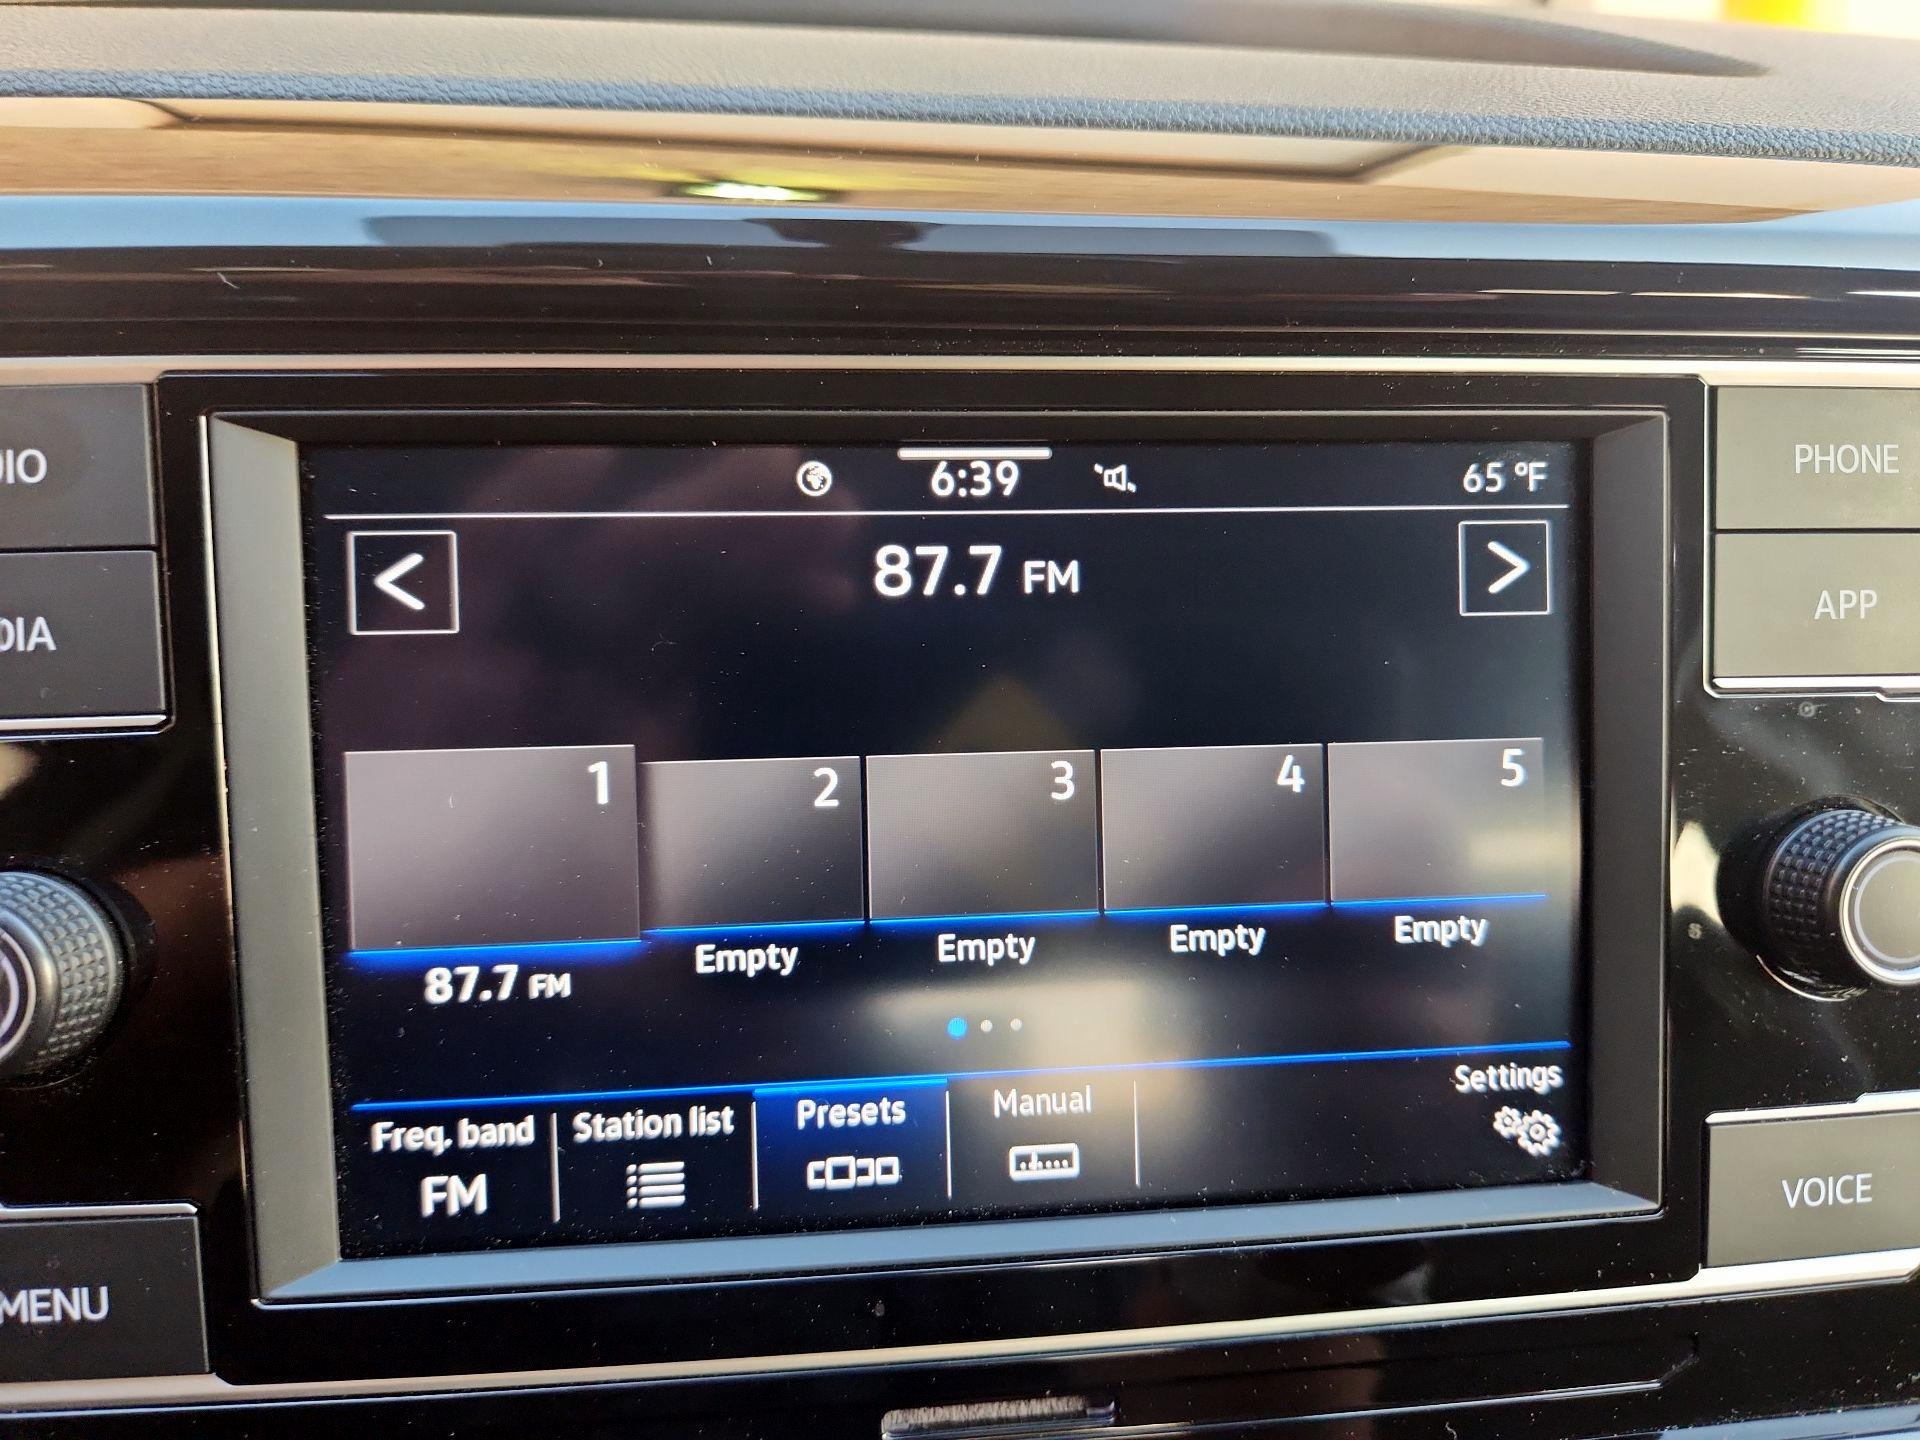 6:39
65 °F
<
87.7 FM
>
1
2
3
4
5
87.7 FM
Empty
Empty
Empty
Empty
Freq. band
FM
Station list
Presets
Manual
Settings
DIO
DIA
MENU
PHONE
APP
VOICE